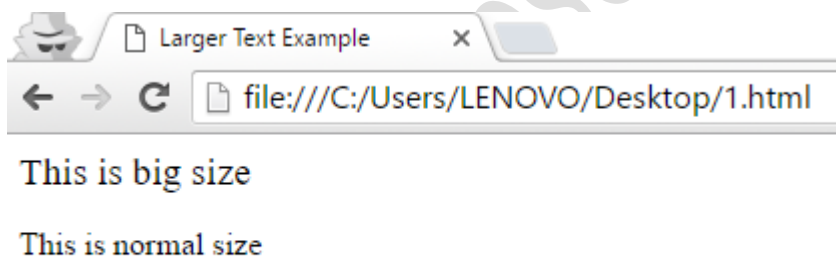 Larger Text Example
file:///C:/Users/LENOVO/Desktop/1.html
This is big size
This is normal size